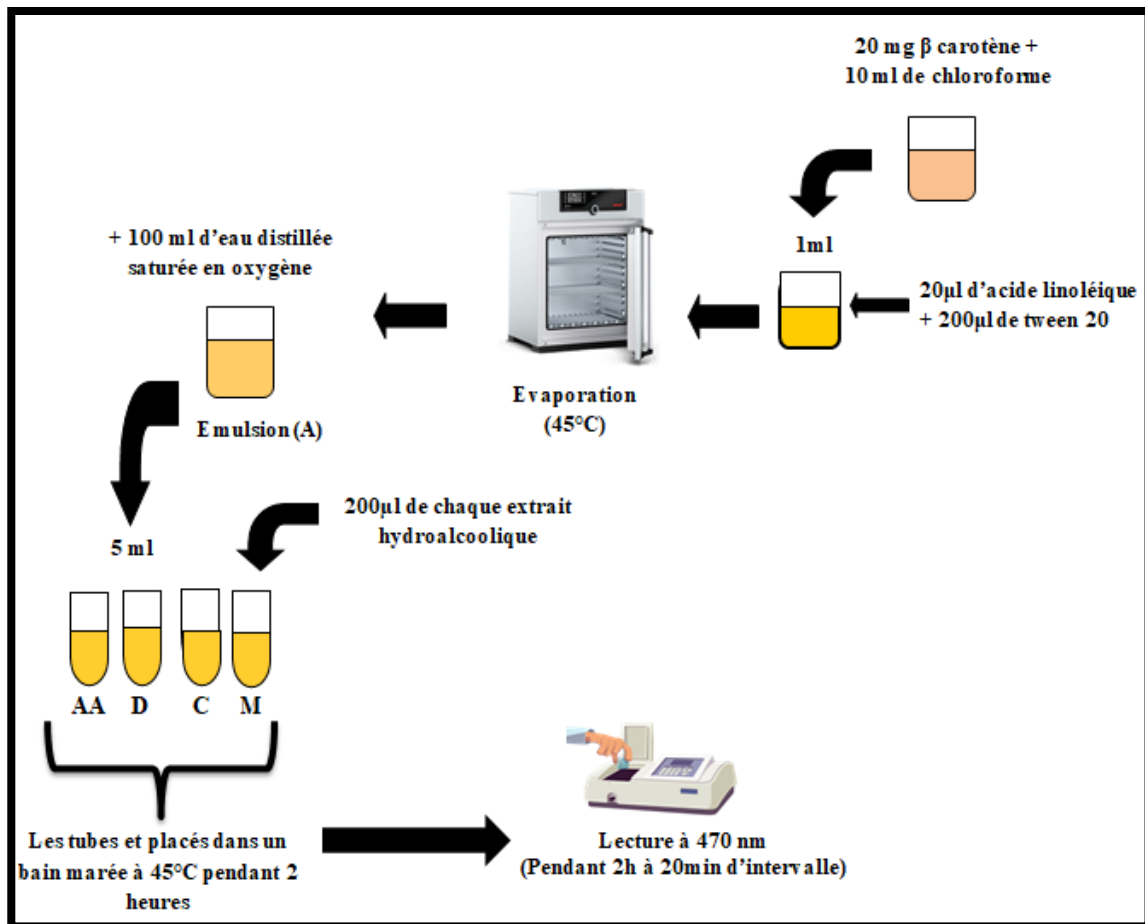 20 mg β carotène +
10 ml de chloroforme
1ml
20µl d’acide linoléique
+ 200µl de tween 20
Evaporation
(45°C)
+ 100 ml d’eau distillée
saturée en oxygène
Emulsion (A)
5 ml
200µl de chaque extrait
hydroalcoolique
AA D C M
Les tubes et placés dans un
bain marée à 45°C pendant 2
heures
Lecture à 470 nm
(Pendant 2h à 20min d’intervalle)